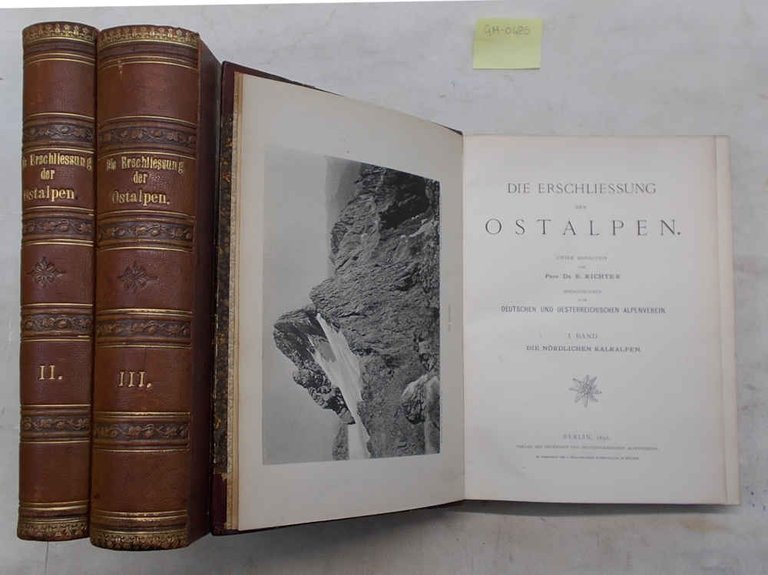 Die Erschliessung
der
Ostalpen.
II.
Die Erschliessung
der
Ostalpen.
III.
GM-0420
DIE ERSCHLIESSUNG
DER
OSTALPEN.
UNTER REDACTION
VON
PROF. DR. E. RICHTER
HERAUSGEGEBEN
VOM
DEUTSCHEN UND OESTERREICHISCHEN ALPENVEREIN.
I. BAND.
DIE NÖRDLICHEN KALKALPEN.
BERLIN,
VERLAG DES DEUTSCHEN UND OESTERREICHISCHEN ALPENVEREINS.